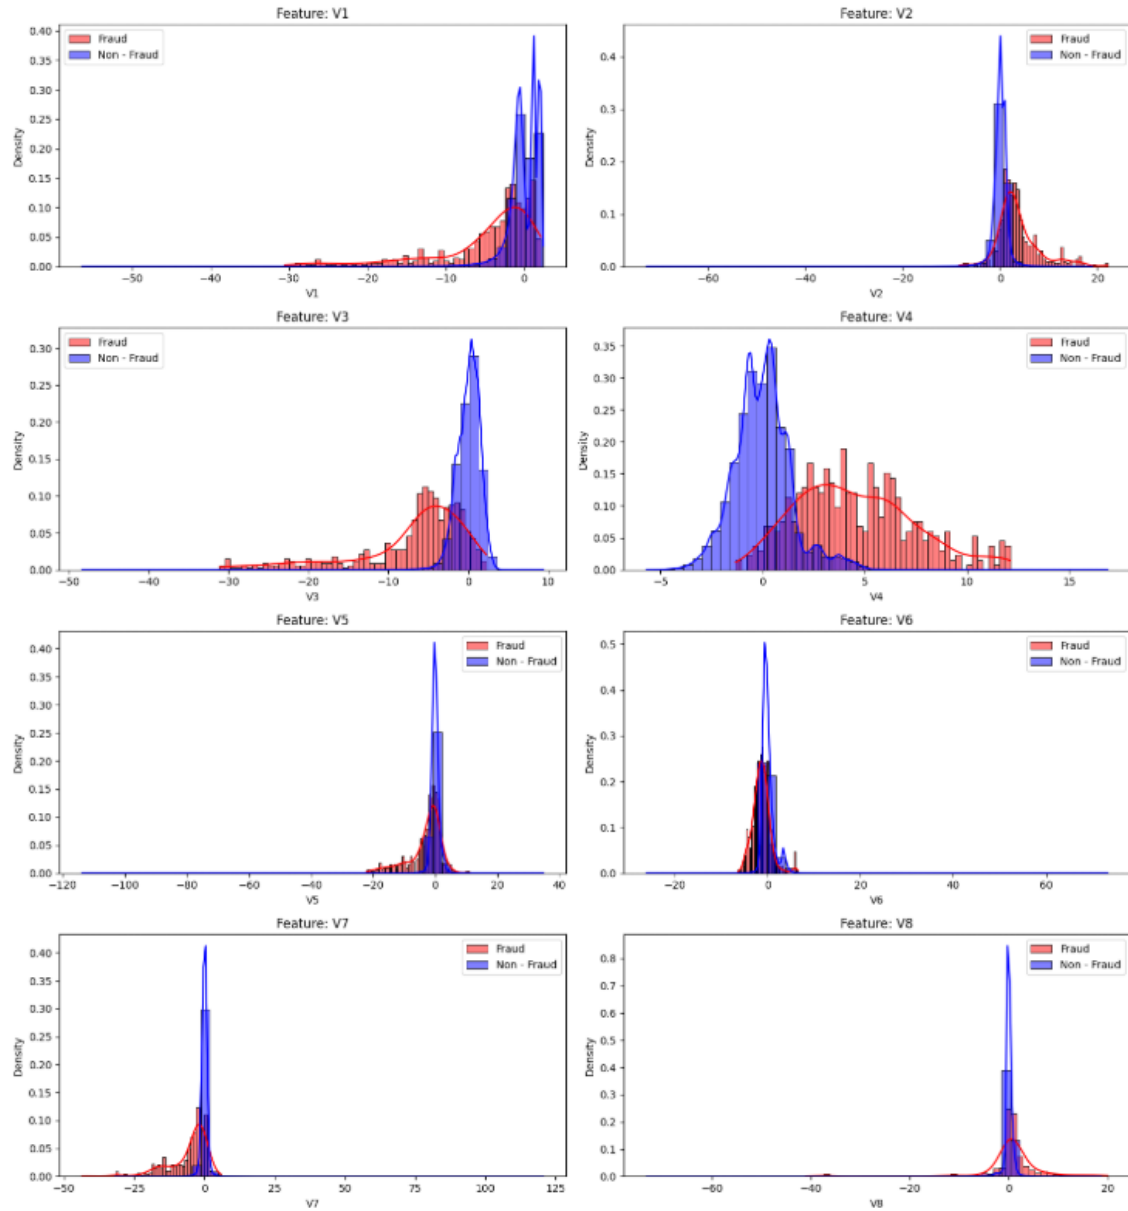 Feature: V1
Fraud
Non - Fraud
Density
0.40
0.35
0.30
0.25
0.20
0.15
0.10
0.05
0.00
−50 −40 −30 −20 −10 0
V1
Feature: V2
Fraud
Non - Fraud
Density
0.4
0.3
0.2
0.1
0.0
−60 −40 −20 0 20
V2
Feature: V3
Fraud
Non - Fraud
Density
0.30
0.25
0.20
0.15
0.10
0.05
0.00
−50 −40 −30 −20 −10 0 10
V3
Feature: V4
Fraud
Non - Fraud
Density
0.35
0.30
0.25
0.20
0.15
0.10
0.05
0.00
−5 0 5 10 15
V4
Feature: V5
Fraud
Non - Fraud
Density
0.40
0.35
0.30
0.25
0.20
0.15
0.10
0.05
0.00
−120 −100 −80 −60 −40 −20 0 20 40
V5
Feature: V6
Fraud
Non - Fraud
Density
0.5
0.4
0.3
0.2
0.1
0.0
−20 0 20 40 60
V6
Feature: V7
Fraud
Non - Fraud
Density
0.40
0.35
0.30
0.25
0.20
0.15
0.10
0.05
0.00
−50 −25 0 25 50 75 100 125
V7
Feature: V8
Fraud
Non - Fraud
Density
0.8
0.7
0.6
0.5
0.4
0.3
0.2
0.1
0.0
−60 −40 −20 0 20
V8